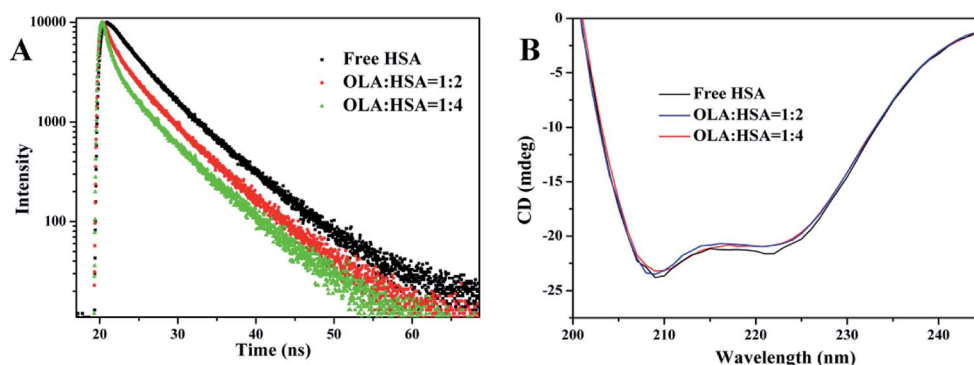 A
Free HSA
OLA:HSA=1:2
OLA:HSA=1:4
10000
1000
100
Intensity
20 30 40 50 60
Time (ns)
B
Free HSA
OLA:HSA=1:2
OLA:HSA=1:4
0
-5
-10
-15
-20
-25
CD (mdeg)
200 210 220 230 240
Wavelength (nm)